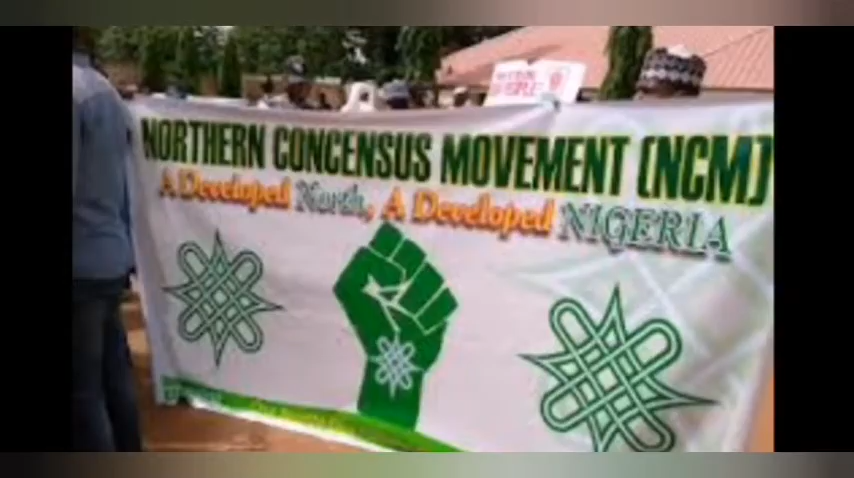 NORTHERN CONCENSUS MOVEMENT (NCM)
A Developed North, A Developed NIGERIA